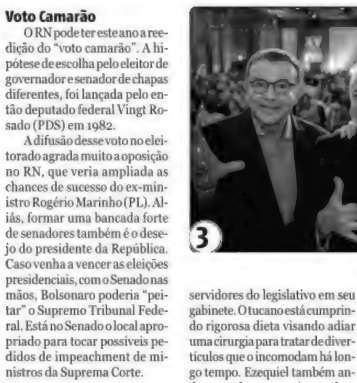 Voto Camarão
O RN pode ter este ano a ree-
dição do "voto camarão". A hi-
pótese de escolha pelo eleitor de
governador e senador de chapas
diferentes, foi lançada pelo en-
tão deputado federal Vingt Ro-
sado (PDS) em 1982.
A difusão desse voto no elei-
torado agrada muito a oposição
no RN, que veria ampliada as
chances de sucesso do ex-min-
istro Rogério Marinho (PL). Al-
iás, formar uma bancada forte
de senadores também é o dese-
jo do presidente da República.
Caso venha a vencer as eleições
presidenciais, com o Senado nas
mãos, Bolsonaro poderia "pei-
tar" o Supremo Tribunal Fede-
ral. Está no Senado o local apro-
priado para tocar possíveis pe-
didos de impeachment de mi-
nistros da Suprema Corte.
3
servidores do legislativo em seu
gabinete. O tucano está cumprin-
do rigorosa dieta visando adiar
uma cirurgia para tratar de diver-
tículos que o incomodam há lon-
go tempo. Ezequiel também an-